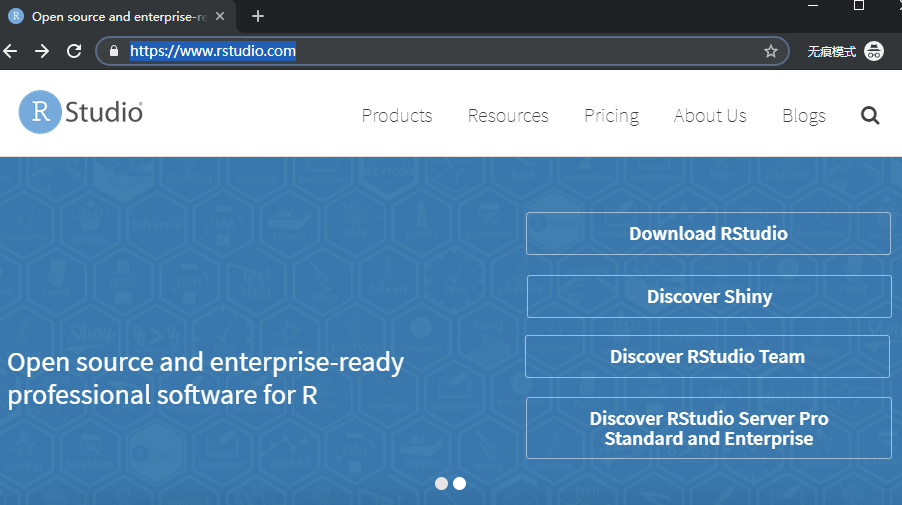 Open source and enterprise-re
https://www.rstudio.com
无痕模式
R Studio
Products Resources Pricing About Us Blogs
Download RStudio
Discover Shiny
Discover RStudio Team
Open source and enterprise-ready
professional software for R
Discover RStudio Server Pro
Standard and Enterprise